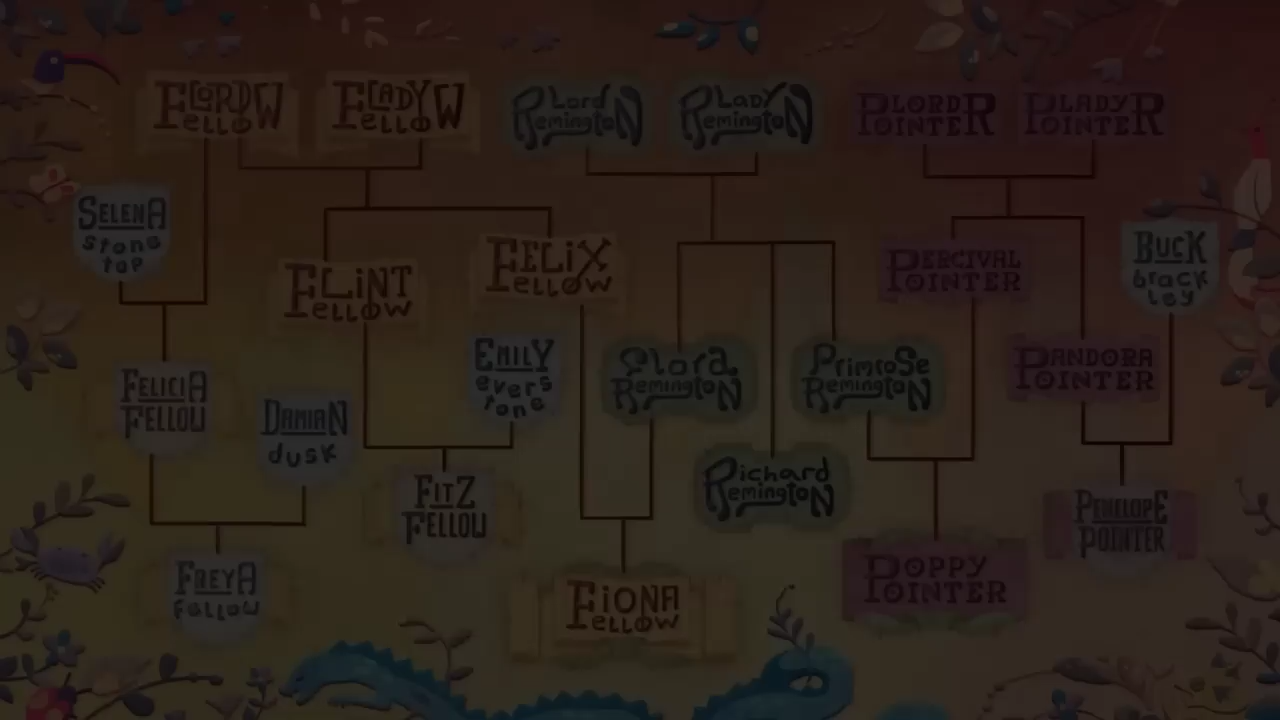 LORD FELLOW
LADY FELLOW
Lord Remington
Lady Remington
LORD POINTER
LADY POINTER
SELENA
stone
top
FELIX
FELLOW
PERCIVAL
POINTER
BUCK
brack
ley
FLINT
FELLOW
EMILY
evers
tone
Flora
Remington
Primrose
Remington
PANDORA
POINTER
FELICIA
FELLOW
DAMIAN
dusk
Richard
Remington
FITZ
FELLOW
PENELOPE
POINTER
FREYA
Fallow
FIONA
FELLOW
POPPY
POINTER